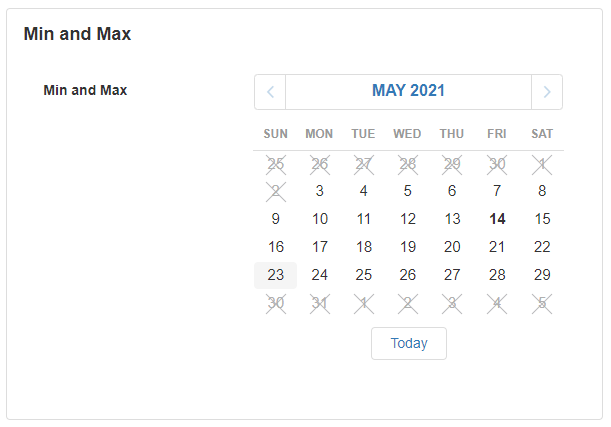 Min and Max
Min and Max
MAY 2021
SUN MON TUE WED THU FRI SAT
25 26 27 28 29 30 1
2 3 4 5 6 7 8
9 10 11 12 13 14 15
16 17 18 19 20 21 22
23 24 25 26 27 28 29
30 31 1 2 3 4 5
Today